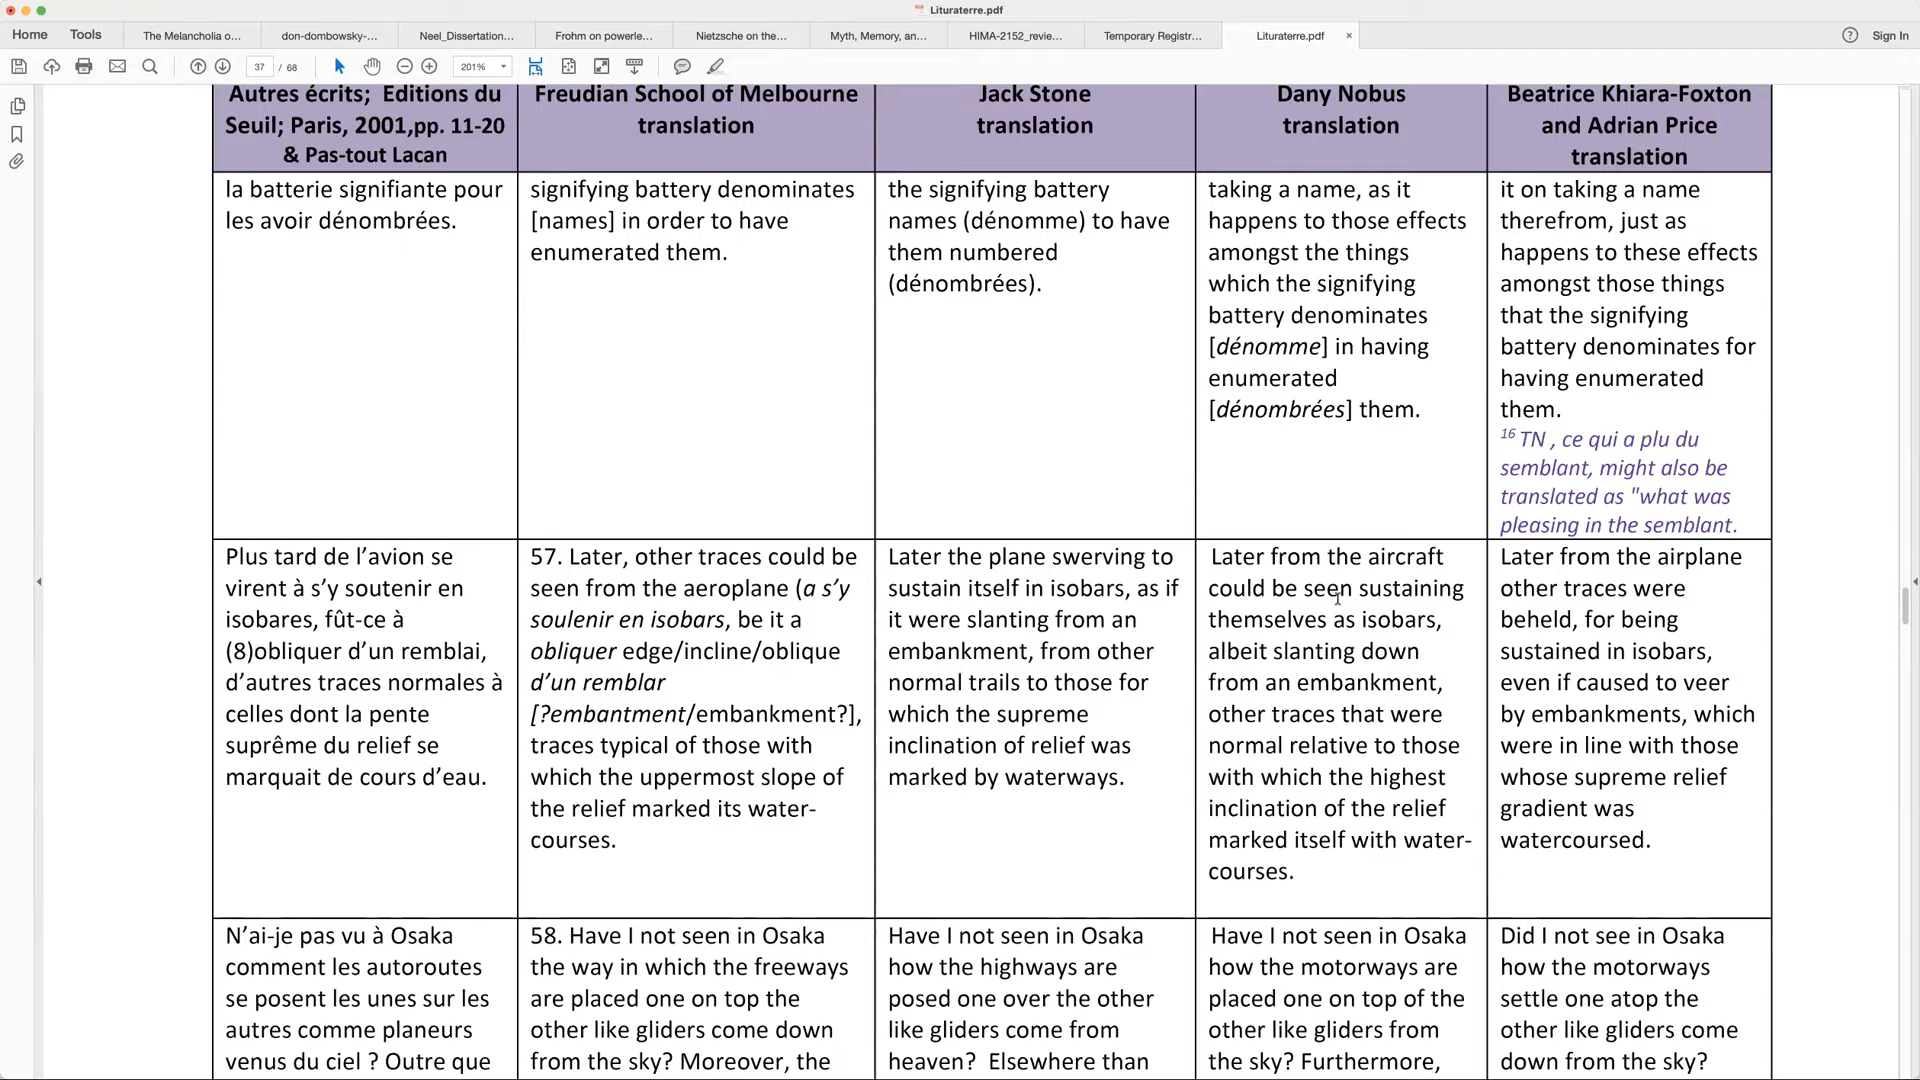 Lituraterre.pdf
Home
Tools
The Melancholia o...
don-dombowsky-...
Neel_Dissertation...
Frohm on powerle...
Nietzsche on the...
Myth, Memory, an...
HIMA-2152_revie...
Temporary Registr...
Lituraterre.pdf
×
Sign In
37 / 68
201%
Autres écrits; Editions du
Seuil; Paris, 2001,pp. 11-20
& Pas-tout Lacan
Freudian School of Melbourne
translation
Jack Stone
translation
Dany Nobus
translation
Beatrice Khiara-Foxton
and Adrian Price
translation
la batterie signifiante pour
les avoir dénombrées.
signifying battery denominates
[names] in order to have
enumerated them.
the signifying battery
names (dénomme) to have
them numbered
(dénombrées).
taking a name, as it
happens to those effects
amongst the things
which the signifying
battery denominates
[dénomme] in having
enumerated
[dénombrées] them.
it on taking a name
therefrom, just as
happens to these effects
amongst those things
that the signifying
battery denominates for
having enumerated
them.
16 TN , ce qui a plu du
semblant, might also be
translated as "what was
pleasing in the semblant.
Plus tard de l’avion se
virent à s’y soutenir en
isobares, fût-ce à
(8)obliquer d’un remblai,
d’autres traces normales à
celles dont la pente
suprême du relief se
marquait de cours d’eau.
57. Later, other traces could be
seen from the aeroplane (a s’y
soulenir en isobars, be it a
obliquer edge/incline/oblique
d’un remblar
[?embantment/embankment?],
traces typical of those with
which the uppermost slope of
the relief marked its water-
courses.
Later the plane swerving to
sustain itself in isobars, as if
it were slanting from an
embankment, from other
normal trails to those for
which the supreme
inclination of relief was
marked by waterways.
Later from the aircraft
could be seen sustaining
themselves as isobars,
albeit slanting down
from an embankment,
other traces that were
normal relative to those
with which the highest
inclination of the relief
marked itself with water-
courses.
Later from the airplane
other traces were
beheld, for being
sustained in isobars,
even if caused to veer
by embankments, which
were in line with those
whose supreme relief
gradient was
watercoursed.
N’ai-je pas vu à Osaka
comment les autoroutes
se posent les unes sur les
autres comme planeurs
venus du ciel ? Outre que
58. Have I not seen in Osaka
the way in which the freeways
are placed one on top the
other like gliders come down
from the sky? Moreover, the
Have I not seen in Osaka
how the highways are
posed one over the other
like gliders come from
heaven?  Elsewhere than
Have I not seen in Osaka
how the motorways are
placed one on top of the
other like gliders from
the sky? Furthermore,
Did I not see in Osaka
how the motorways
settle one atop the
other like gliders come
down from the sky?